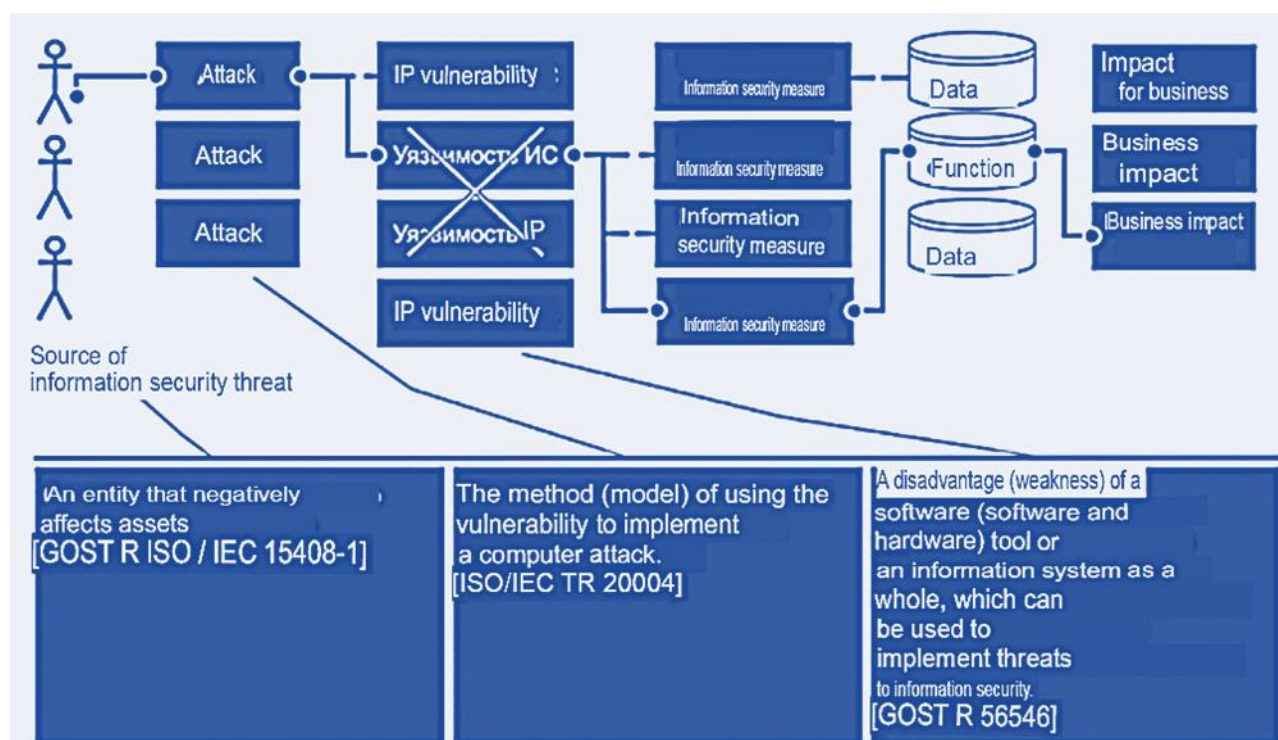 Attack
IP vulnerability
Information security measure
Data
Impact
for business
Attack
Уязвимость ИС
Information security measure
Function
Business
impact
Attack
Уязвимость IP
Information
security measure
Data
Business impact
IP vulnerability
Information security measure
Source of
information security threat
An entity that negatively
affects assets
[GOST R ISO / IEC 15408-1]
The method (model) of using the
vulnerability to implement
a computer attack.
[ISO/IEC TR 20004]
A disadvantage (weakness) of a
software (software and
hardware) tool or
an information system as a
whole, which can
be used to
implement threats
to information security.
[GOST R 56546]